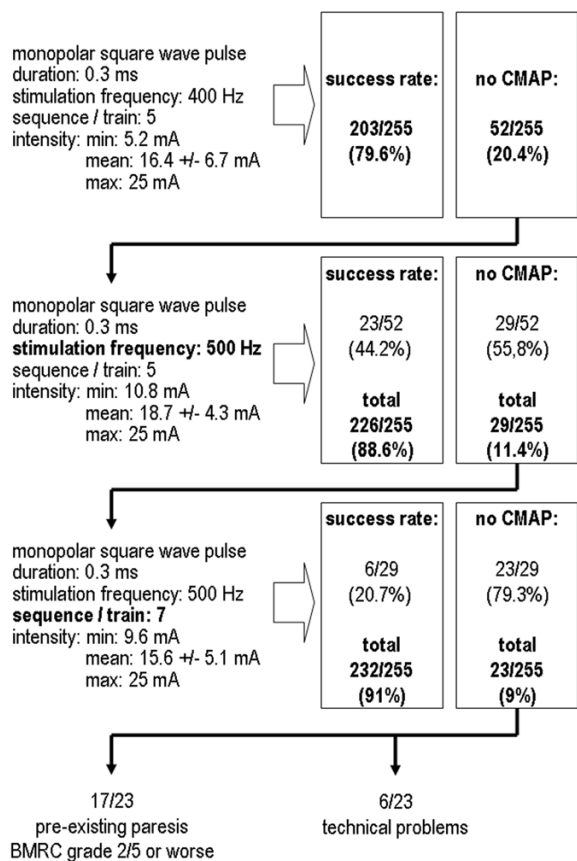 monopolar square wave pulse
duration: 0.3 ms
stimulation frequency: 400 Hz
sequence / train: 5
intensity: min: 5.2 mA
mean: 16.4 +/- 6.7 mA
max: 25 mA
success rate:
203/255
(79.6%)
no CMAP:
52/255
(20.4%)
monopolar square wave pulse
duration: 0.3 ms
stimulation frequency: 500 Hz
sequence / train: 5
intensity: min: 10.8 mA
mean: 18.7 +/- 4.3 mA
max: 25 mA
success rate:
23/52
(44.2%)
total
226/255
(88.6%)
no CMAP:
29/52
(55,8%)
total
29/255
(11.4%)
monopolar square wave pulse
duration: 0.3 ms
stimulation frequency: 500 Hz
sequence / train: 7
intensity: min: 9.6 mA
mean: 15.6 +/- 5.1 mA
max: 25 mA
success rate:
6/29
(20.7%)
total
232/255
(91%)
no CMAP:
23/29
(79.3%)
total
23/255
(9%)
17/23
pre-existing paresis
BMRC grade 2/5 or worse
6/23
technical problems